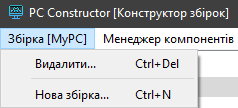 PC Constructor [Конструктор збірок]
Збірка [MyPC] Менеджер компонентів
Видалити... Ctrl+Del
Нова збірка... Ctrl+N